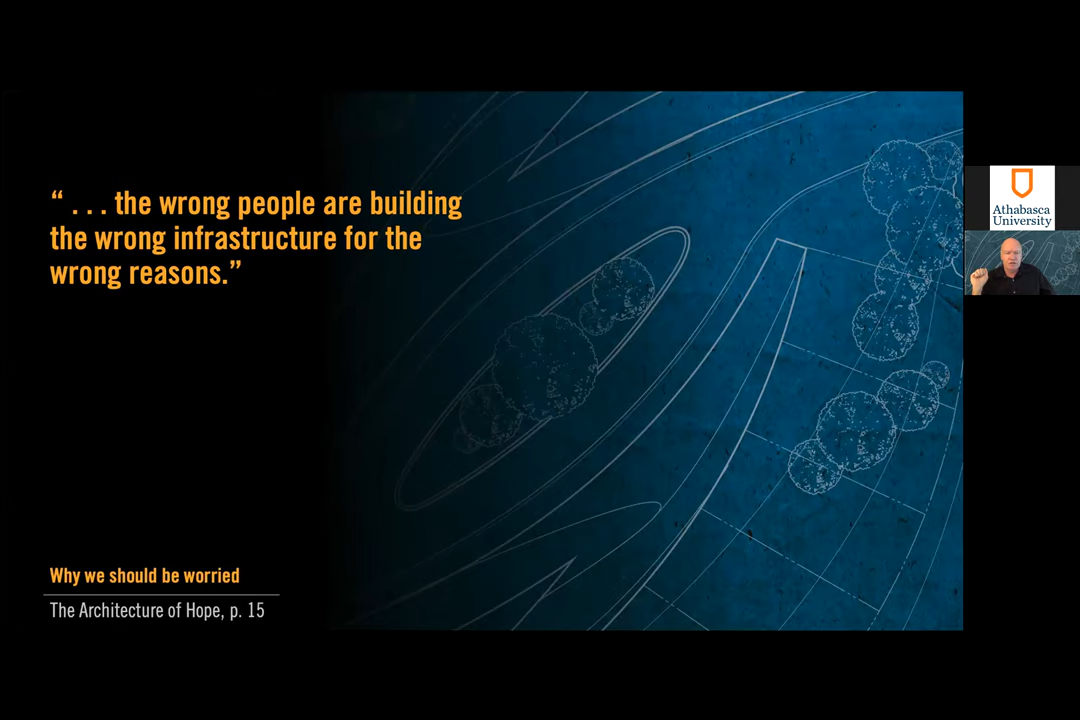 “ . . . the wrong people are building
the wrong infrastructure for the
wrong reasons.”
Why we should be worried
The Architecture of Hope, p. 15
Athabasca
University